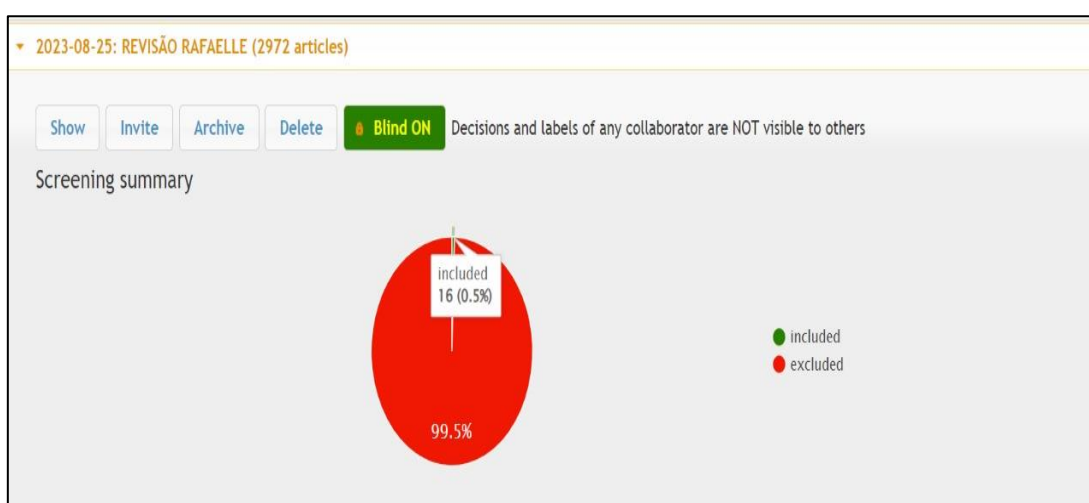 2023-08-25: REVISÃO RAFAELLE (2972 articles)
Show Invite Archive Delete Blind ON Decisions and labels of any collaborator are NOT visible to others
Screening summary
included
16 (0.5%)
99.5%
included
excluded